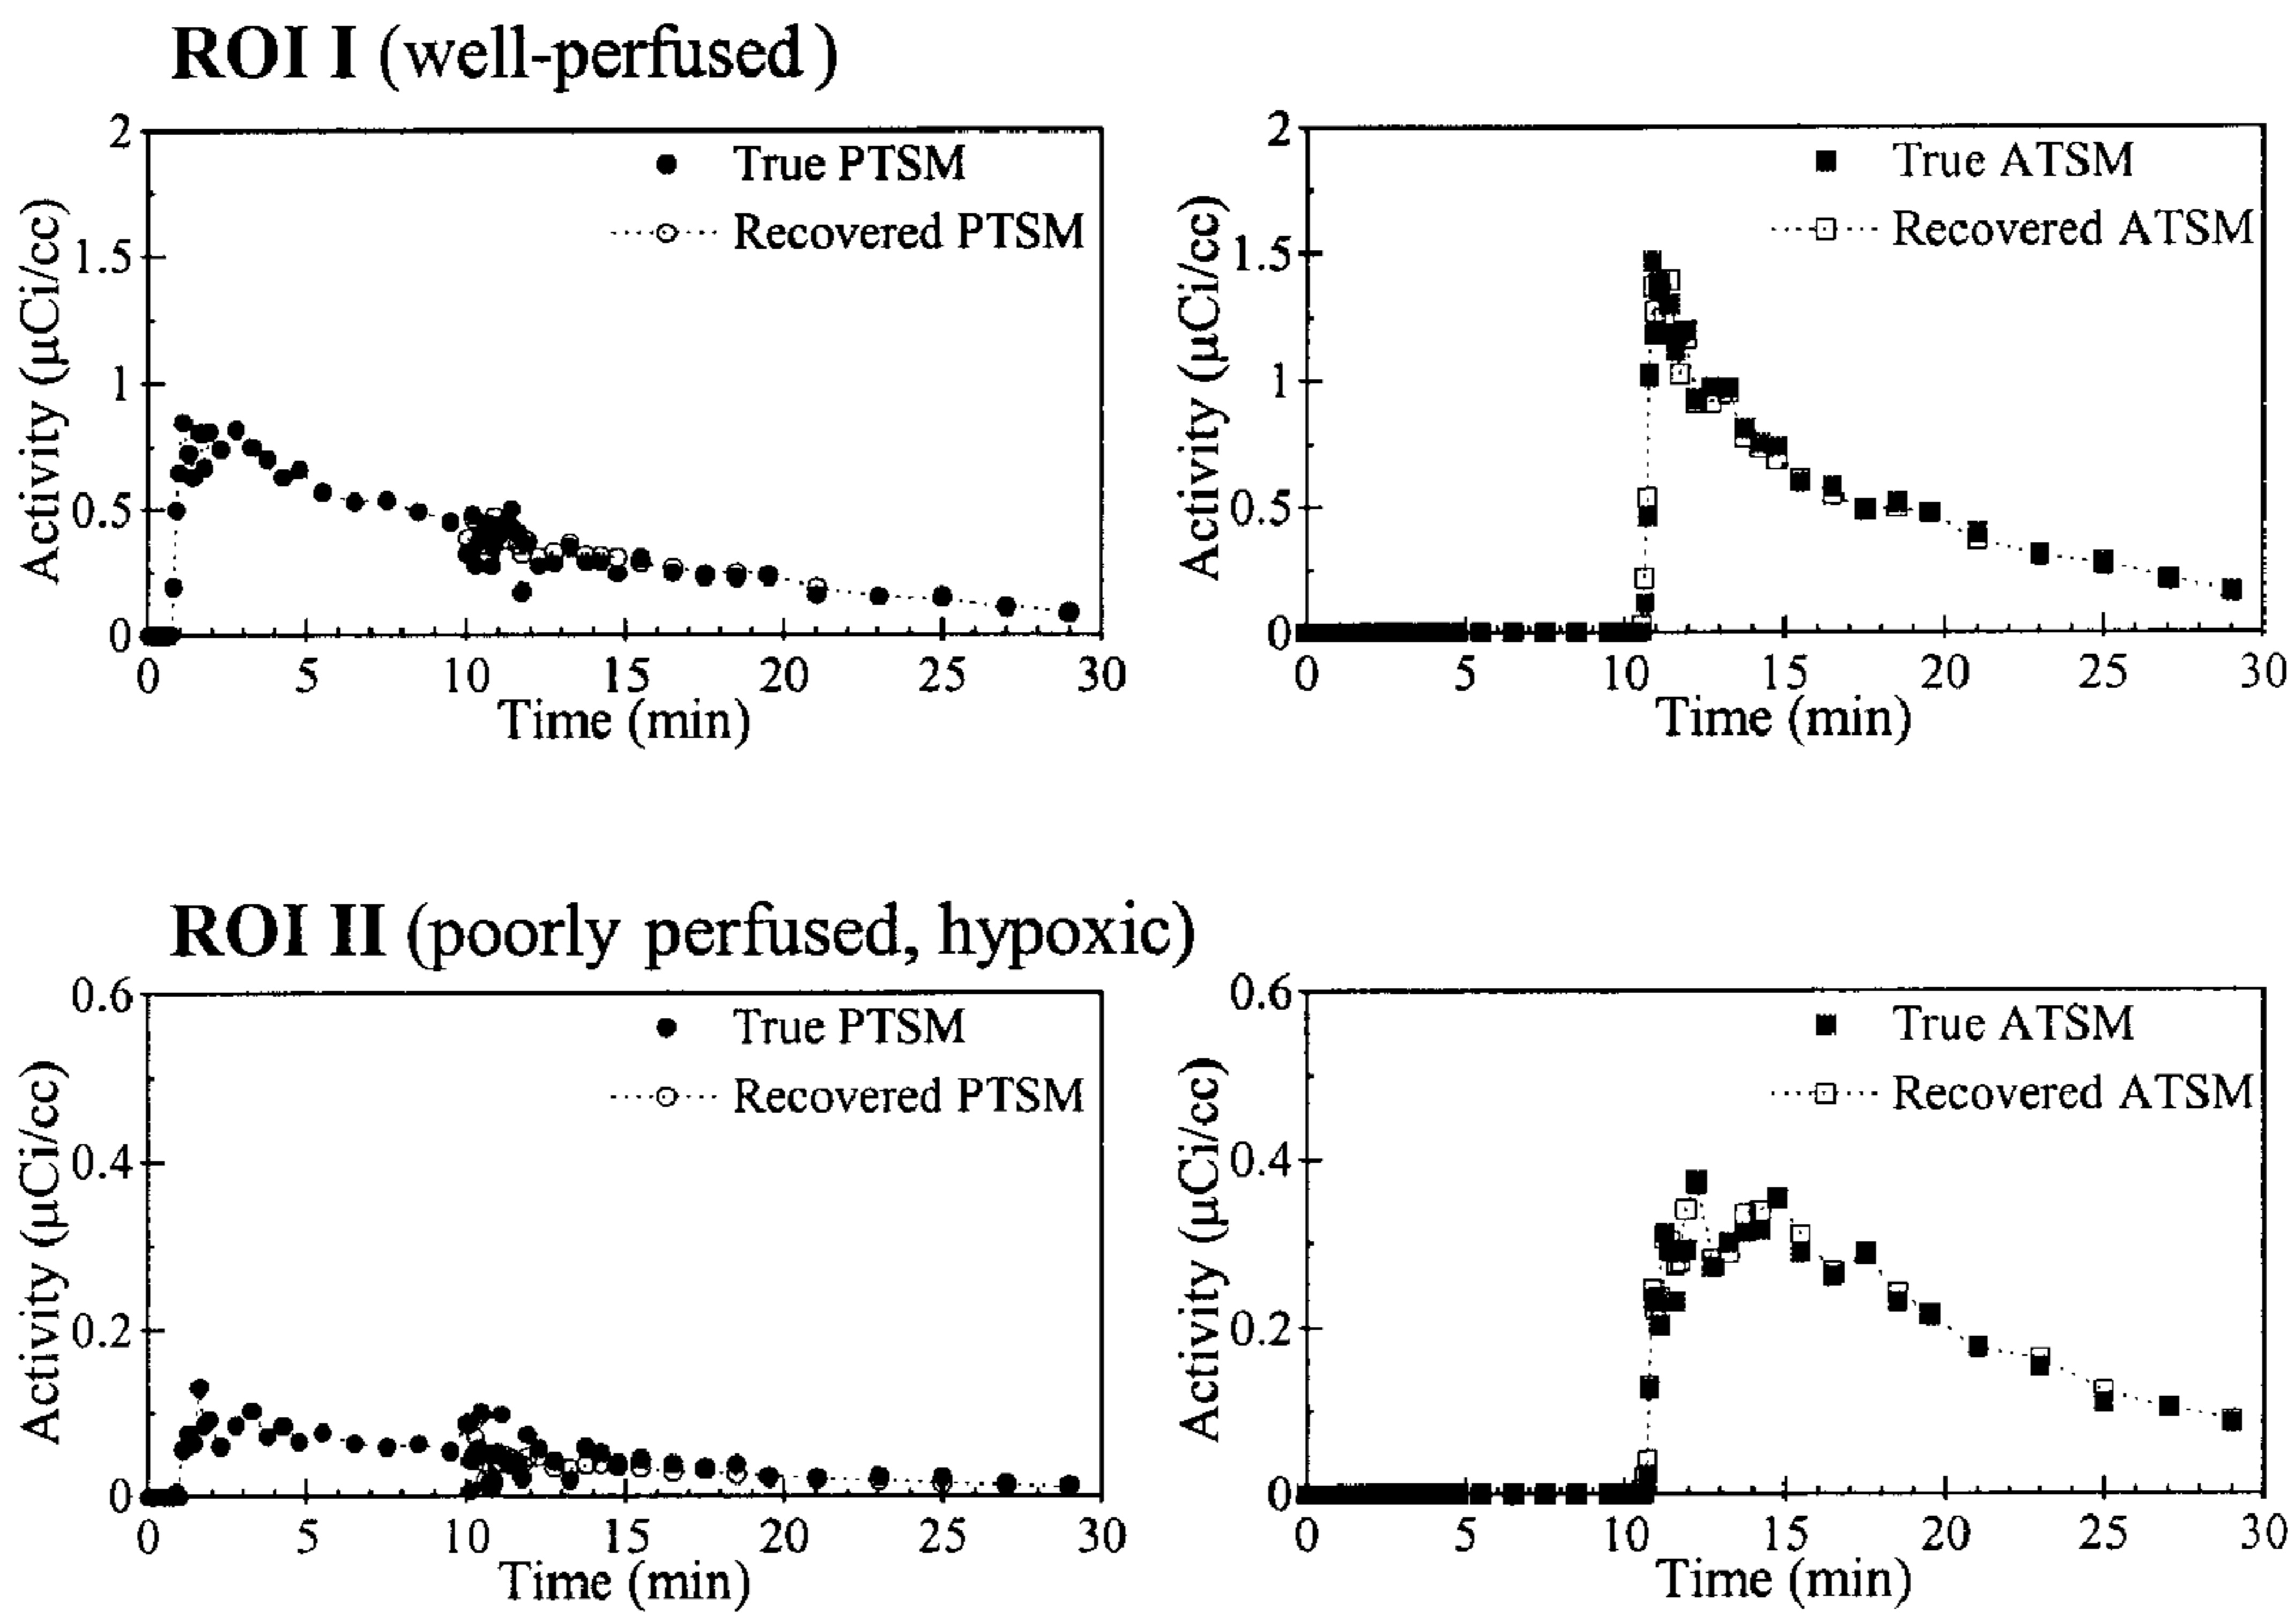 ROI I (well-perfused)
2
1.5
1
0.5
0
Activity (μCi/cc)
True PTSM
Recovered PTSM
0 5 10 15 20 25 30
Time (min)
2
1.5
1
0.5
0
Activity (μCi/cc)
True ATSM
Recovered ATSM
0 5 10 15 20 25 30
Time (min)
ROI II (poorly perfused, hypoxic)
0.6
0.4
0.2
0
Activity (μCi/cc)
True PTSM
Recovered PTSM
0 5 10 15 20 25 30
Time (min)
0.6
0.4
0.2
0
Activity (μCi/cc)
True ATSM
Recovered ATSM
0 5 10 15 20 25 30
Time (min)